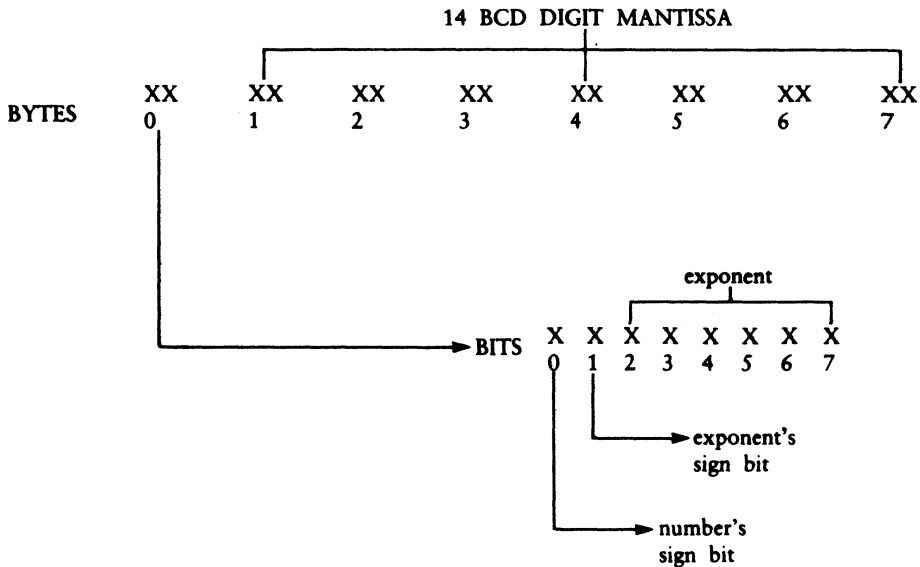 14 BCD DIGIT MANTISSA
XX XX XX XX XX XX XX XX
BYTES
0 1 2 3 4 5 6 7
exponent
X X X X X X X X
BITS
0 1 2 3 4 5 6 7
exponent's
sign bit
number's
sign bit